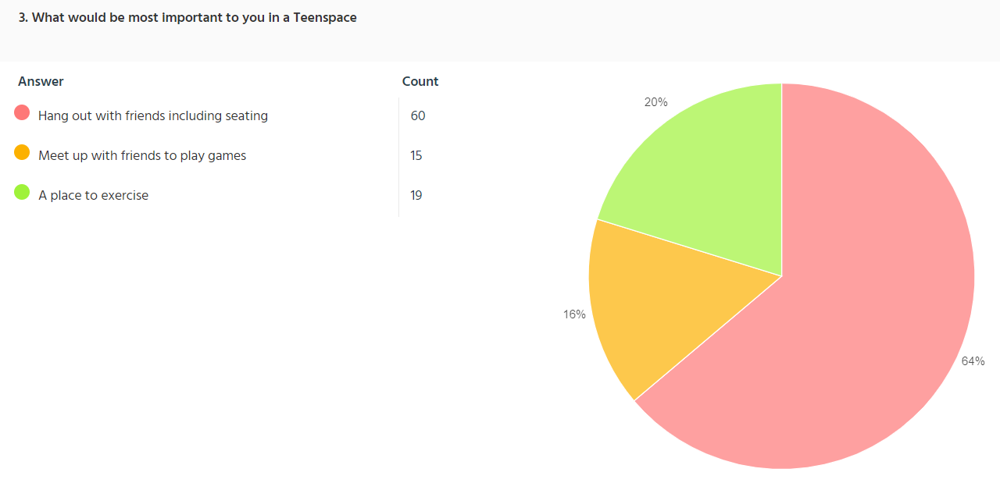 3. What would be most important to you in a Teenspace
Answer Count
Hang out with friends including seating 60
Meet up with friends to play games 15
A place to exercise 19
20%
16%
64%